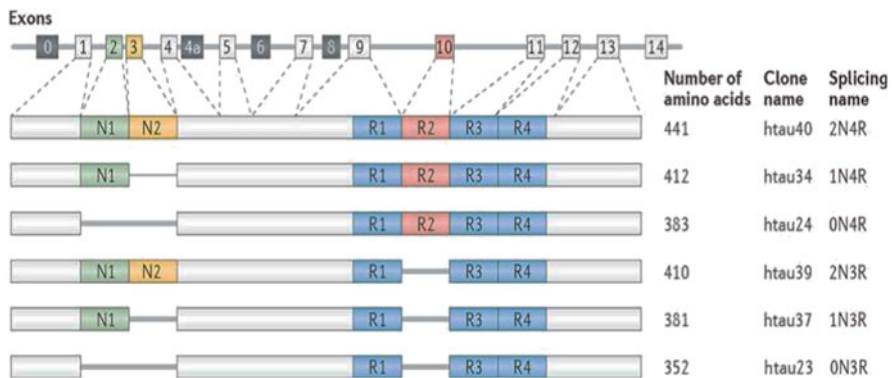 Exons
0 1 2 3 4 4a 5 6 7 8 9 10 11 12 13 14
Number of amino acids Clone name Splicing name
N1 N2 R1 R2 R3 R4 441 htau40 2N4R
N1 R1 R2 R3 R4 412 htau34 1N4R
R1 R2 R3 R4 383 htau24 0N4R
N1 N2 R1 R3 R4 410 htau39 2N3R
N1 R1 R3 R4 381 htau37 1N3R
R1 R3 R4 352 htau23 0N3R